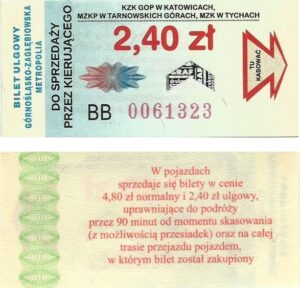 KZK GOP W KATOWICACH,
MZKP W TARNOWSKICH GÓRACH, MZK W TYCHACH
BILET ULGOWY
GÓRNOŚLĄSKO-ZAGŁĘBIOWSKA
METROPOLIA
DO SPRZEDAŻY
PRZEZ KIERUJĄCEGO
2,40 zł
TU
KASOWAĆ
BB 0061323
W pojazdach
sprzedaje się bilety w cenie
4,80 zł normalny i 2,40 zł ulgowy,
uprawniające do podróży
przez 90 minut od momentu skasowania
(z możliwością przesiadek) oraz na całej
trasie przejazdu pojazdem,
w którym bilet został zakupiony